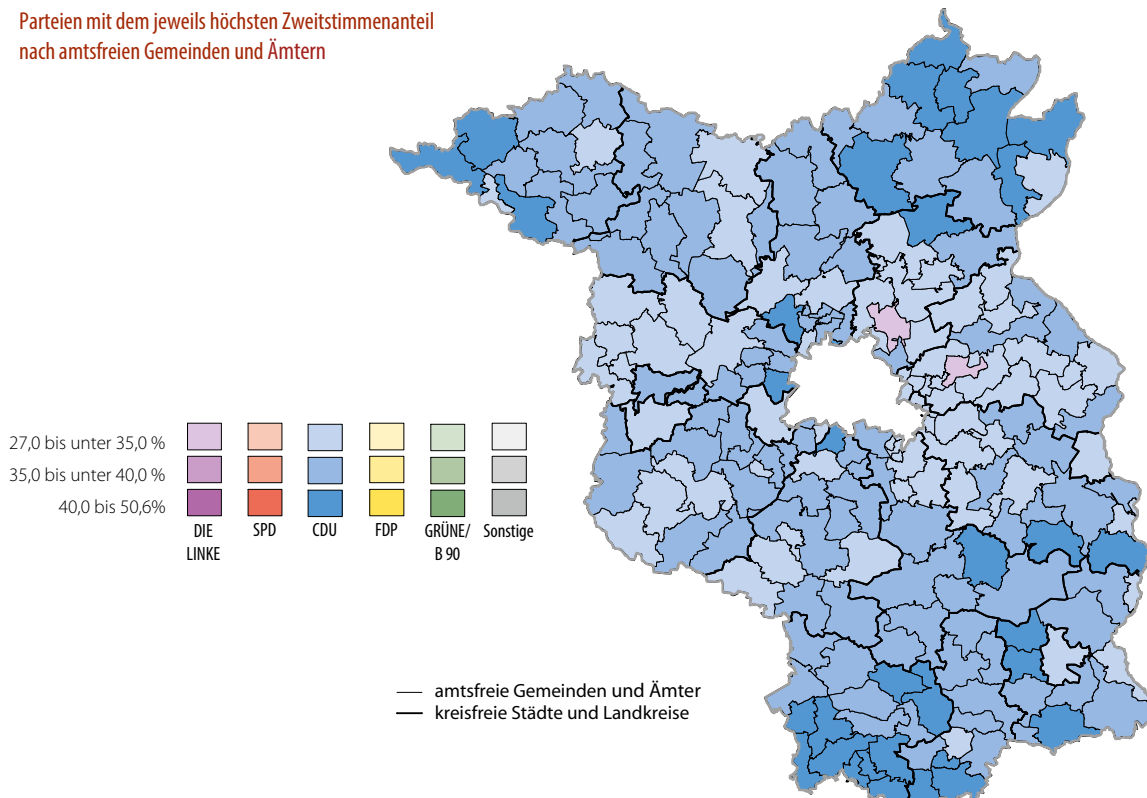 Parteien mit dem jeweils höchsten Zweitstimmenanteil
nach amtsfreien Gemeinden und Ämtern
27,0 bis unter 35,0 %
35,0 bis unter 40,0 %
40,0 bis 50,6%
DIE LINKE
SPD
CDU
FDP
GRÜNE/ B 90
Sonstige
amtsfreie Gemeinden und Ämter
kreisfreie Städte und Landkreise